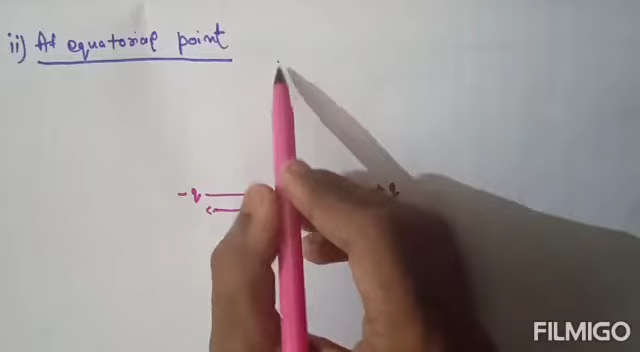 ii) At equatorial point
-q
+q
FILMIGO